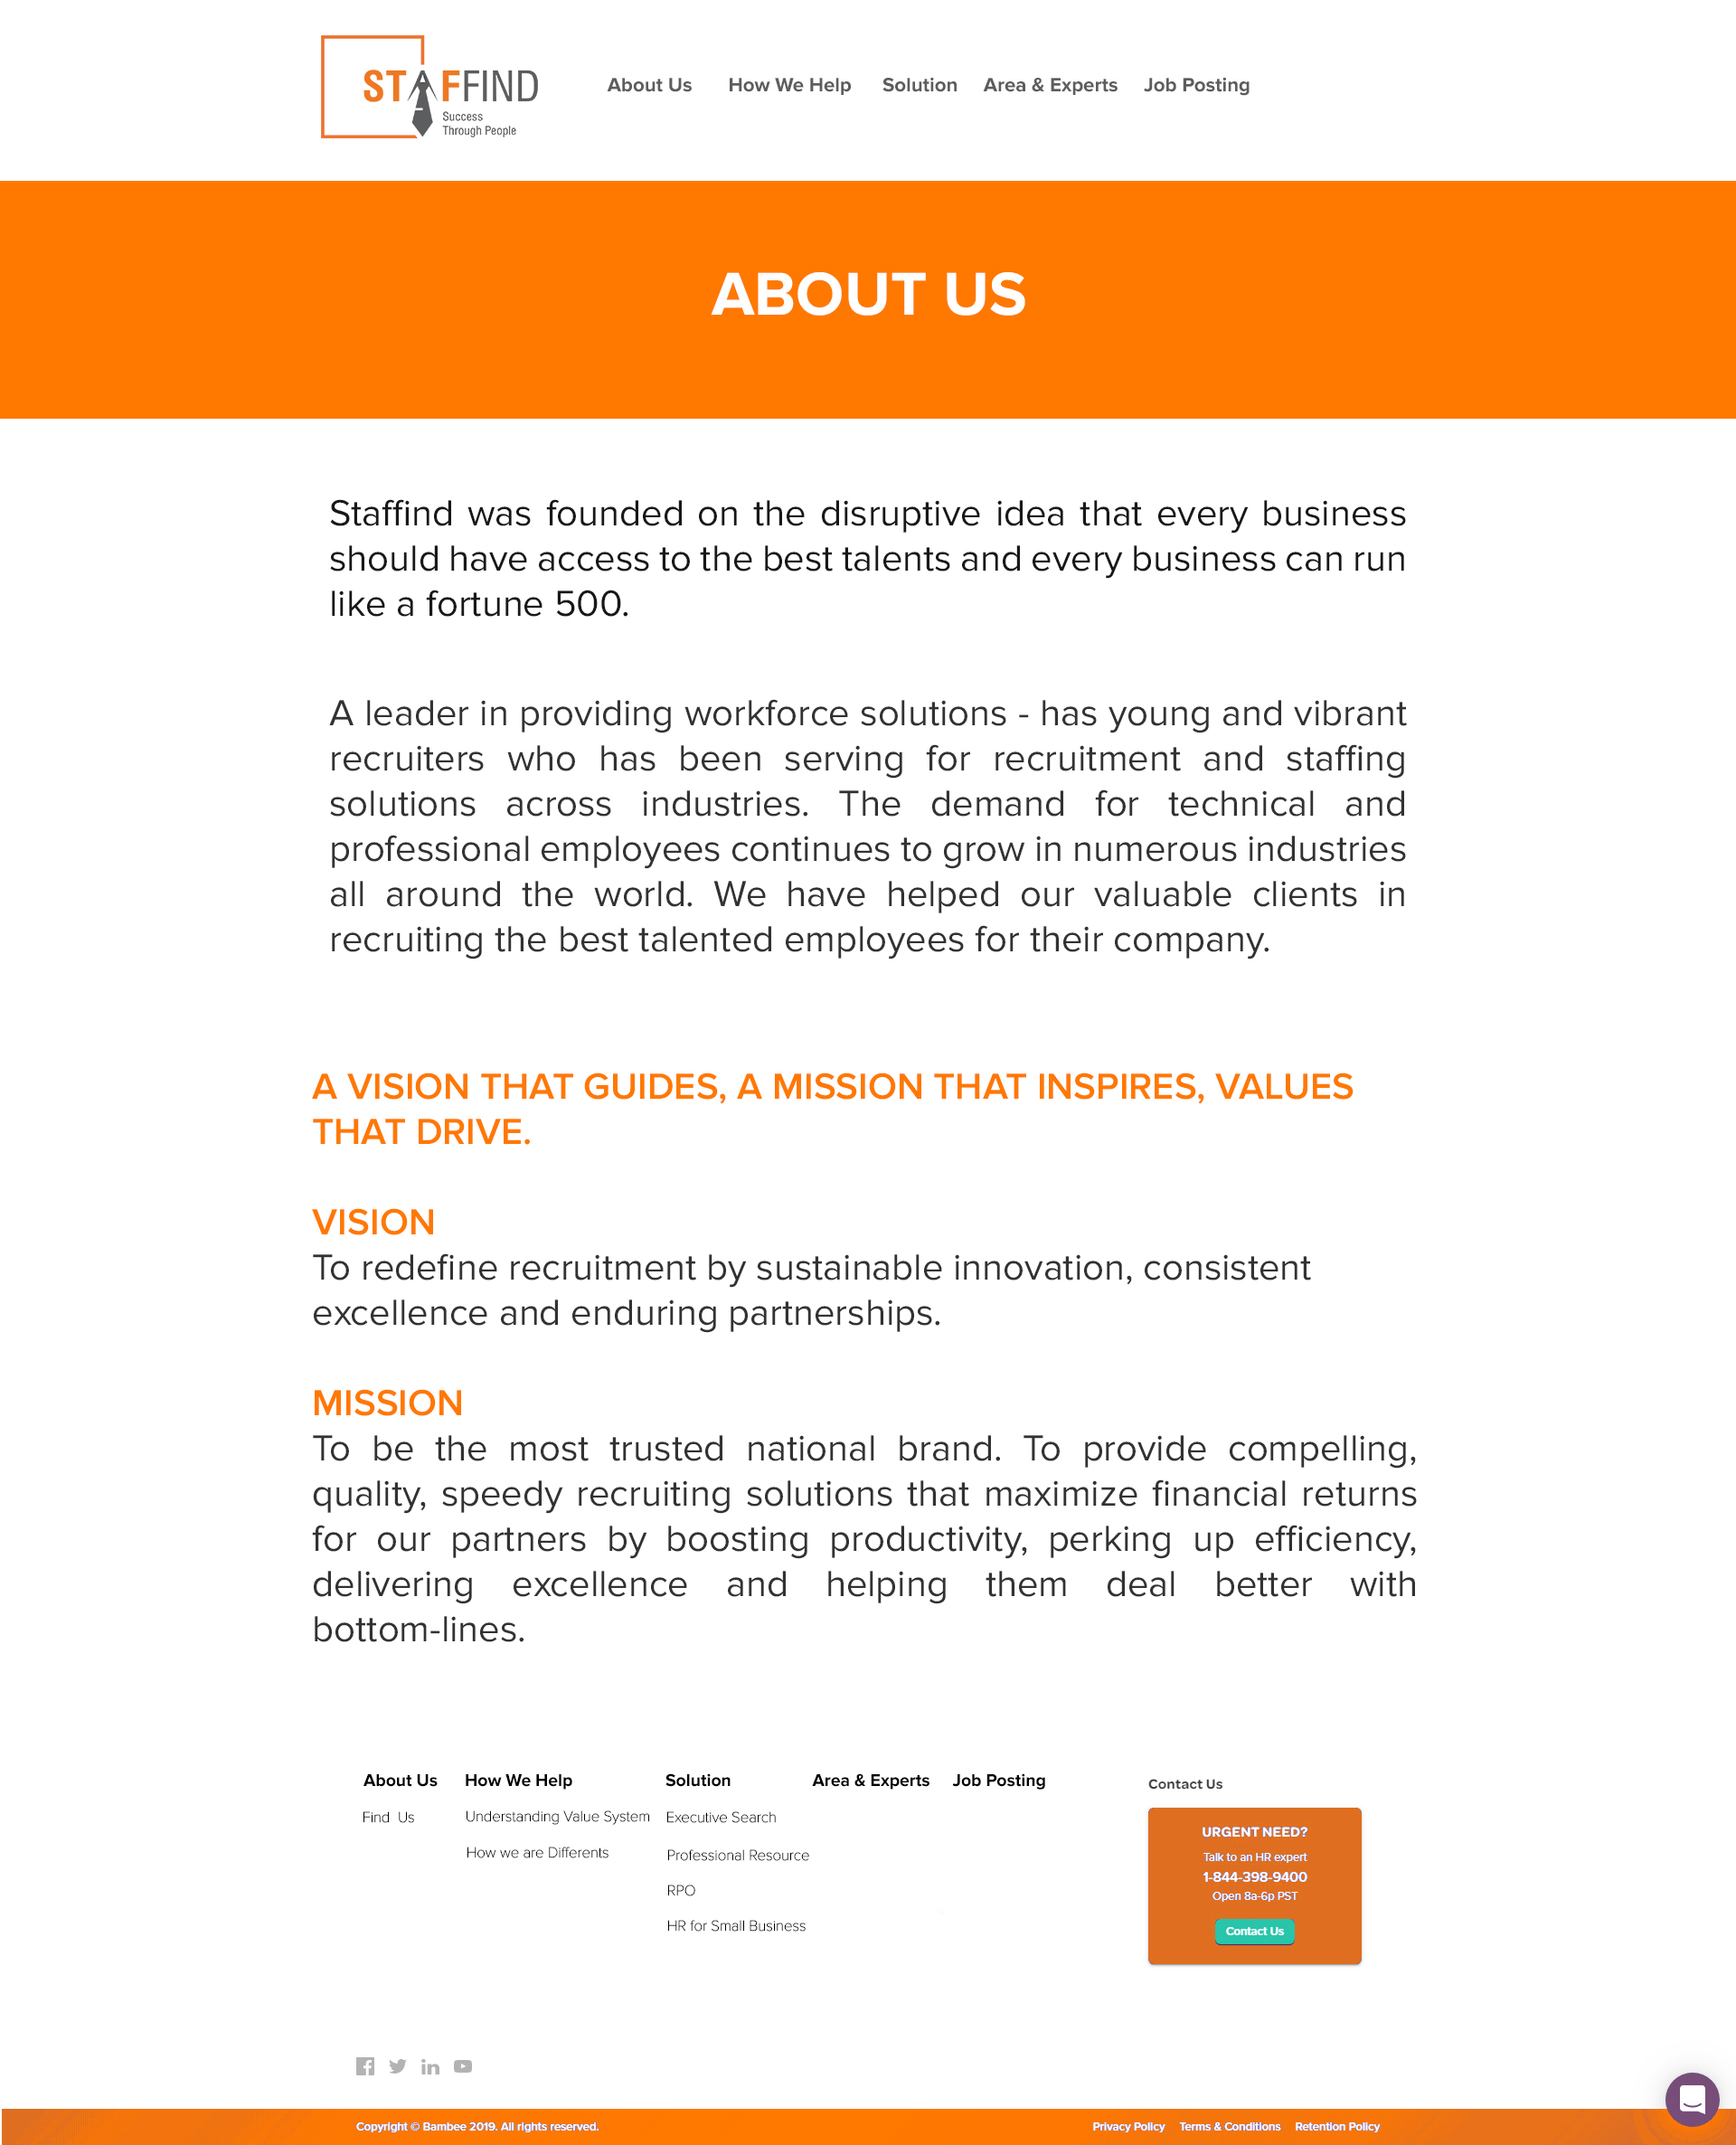 STAFFIND
Success
Through People
About Us How We Help Solution Area & Experts Job Posting
ABOUT US
Staffind was founded on the disruptive idea that every business
should have access to the best talents and every business can run
like a fortune 500.
A leader in providing workforce solutions - has young and vibrant
recruiters who has been serving for recruitment and staffing
solutions across industries. The demand for technical and
professional employees continues to grow in numerous industries
all around the world. We have helped our valuable clients in
recruiting the best talented employees for their company.
A VISION THAT GUIDES, A MISSION THAT INSPIRES, VALUES
THAT DRIVE.
VISION
To redefine recruitment by sustainable innovation, consistent
excellence and enduring partnerships.
MISSION
To be the most trusted national brand. To provide compelling,
quality, speedy recruiting solutions that maximize financial returns
for our partners by boosting productivity, perking up efficiency,
delivering excellence and helping them deal better with
bottom-lines.
About Us
Find Us
How We Help
Understanding Value System
How we are Differents
Solution
Executive Search
Professional Resource
RPO
HR for Small Business
Area & Experts
Job Posting
Contact Us
URGENT NEED?
Talk to an HR expert
1-844-398-9400
Open 8a-6p PST
Contact Us
Copyright © Bambee 2019. All rights reserved.
Privacy Policy Terms & Conditions Retention Policy